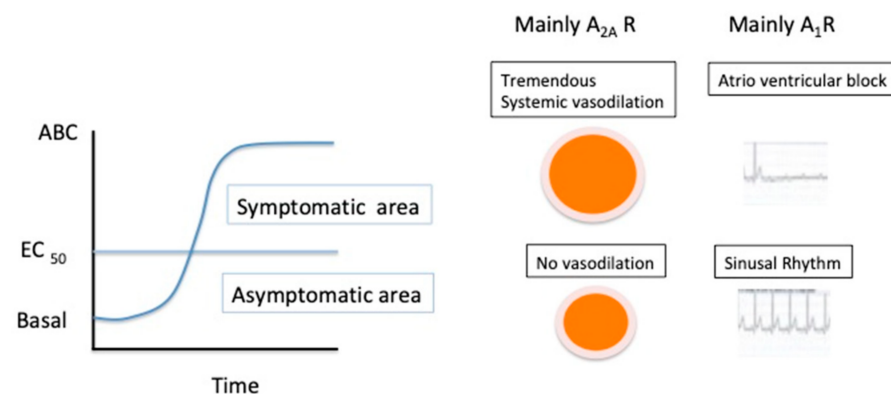 Mainly A2A R
Mainly A1R
Tremendous
Systemic vasodilation
Atrio ventricular block
ABC
Symptomatic area
EC 50
No vasodilation
Sinusal Rhythm
Asymptomatic area
Basal
Time